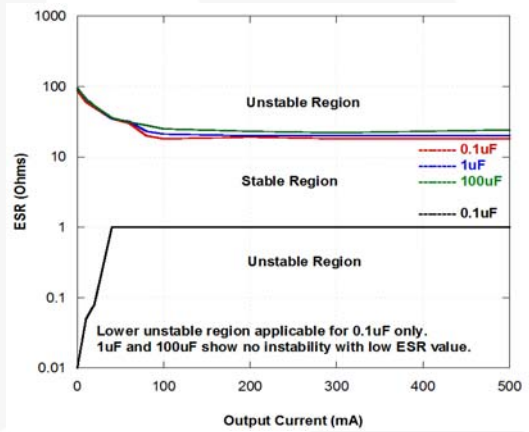 1000
100
10
1
0.1
0.01
ESR (Ohms)
Unstable Region
0.1uF
1uF
100uF
Stable Region
0.1uF
Unstable Region
Lower unstable region applicable for 0.1uF only.
1uF and 100uF show no instability with low ESR value.
0
100
200
300
400
500
Output Current (mA)